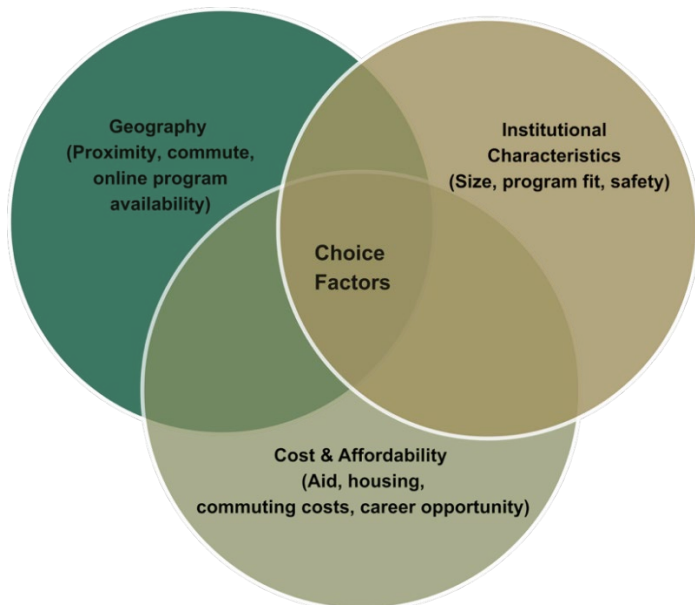 Geography
(Proximity, commute,
online program
availability)
Institutional
Characteristics
(Size, program fit, safety)
Choice
Factors
Cost & Affordability
(Aid, housing,
commuting costs, career opportunity)